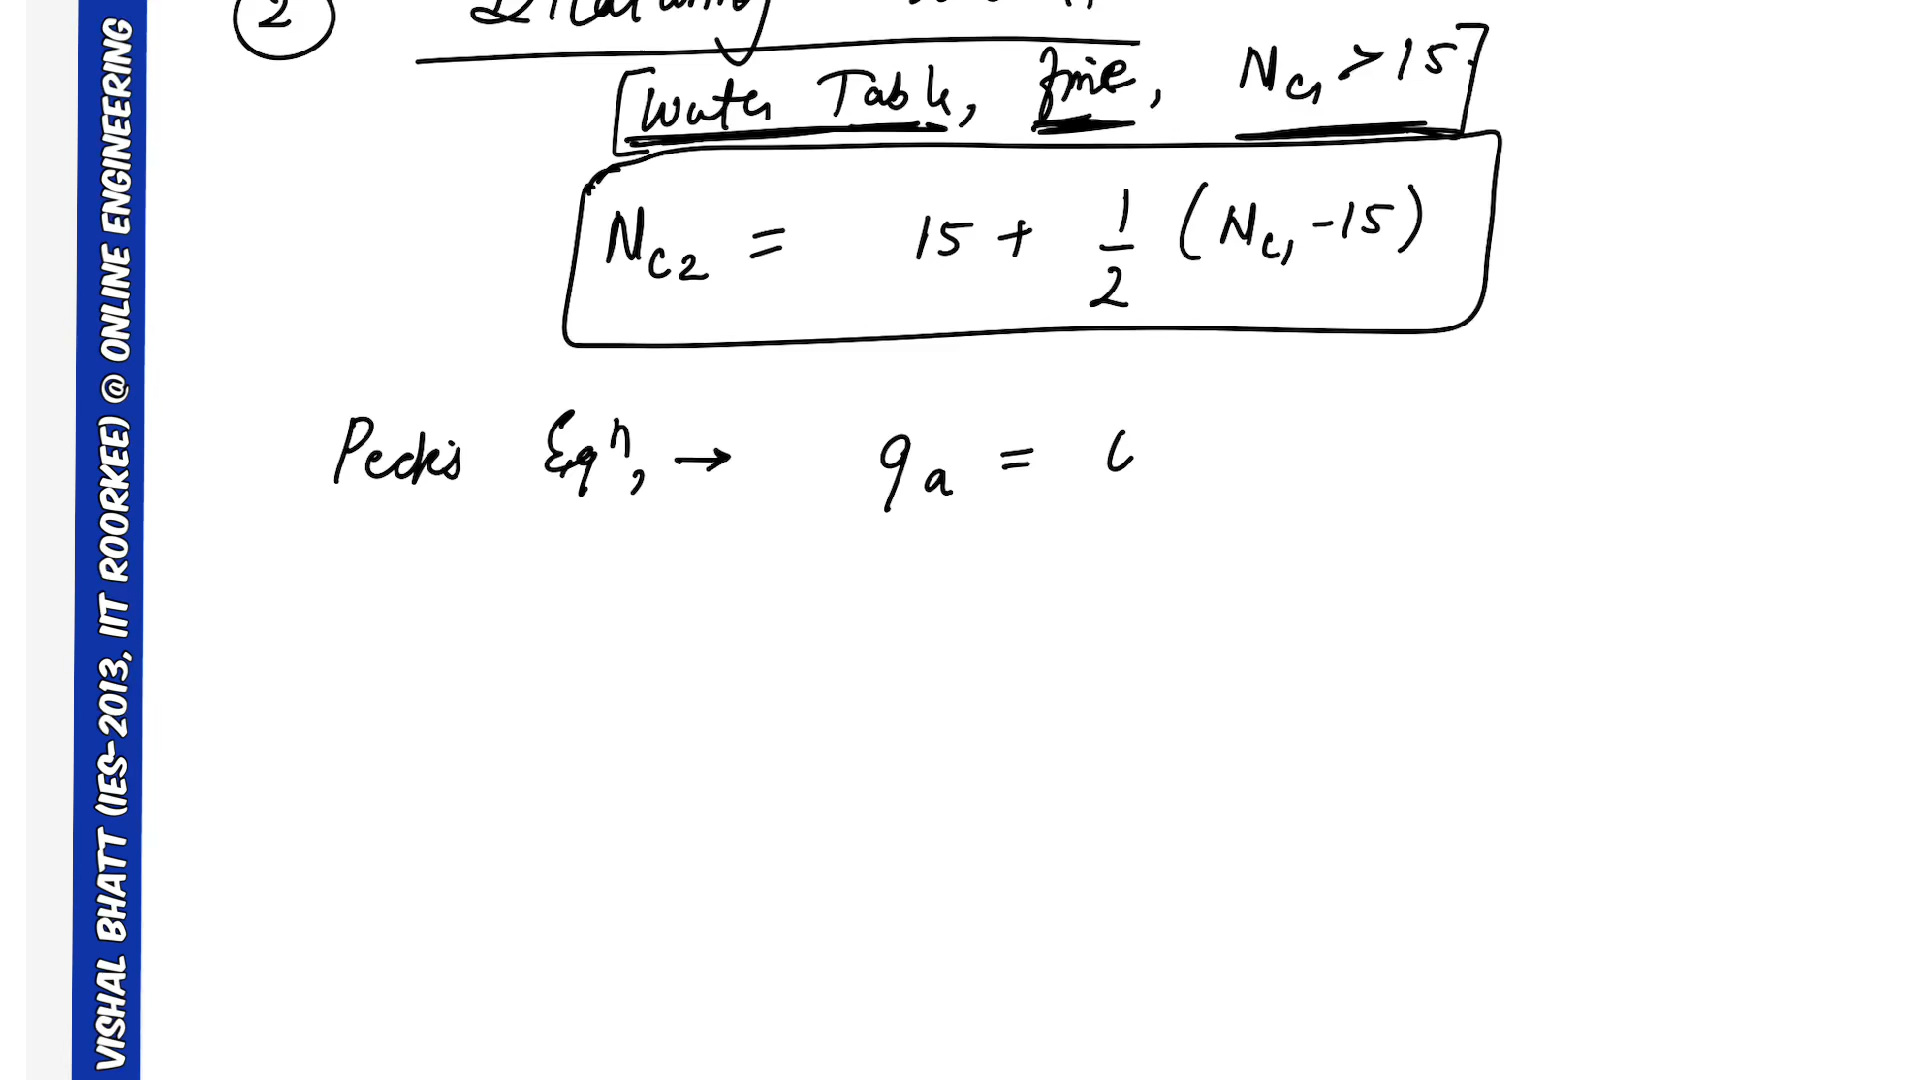 2
[Water Table, fine, Nc₁ > 15]
Nc2 = 15 + 1/2 (Nc₁ - 15)
Peck's Eqⁿ, → qa = C
VISHAL BHATT (IES-2013, IIT ROORKEE) @ ONLINE ENGINEERING